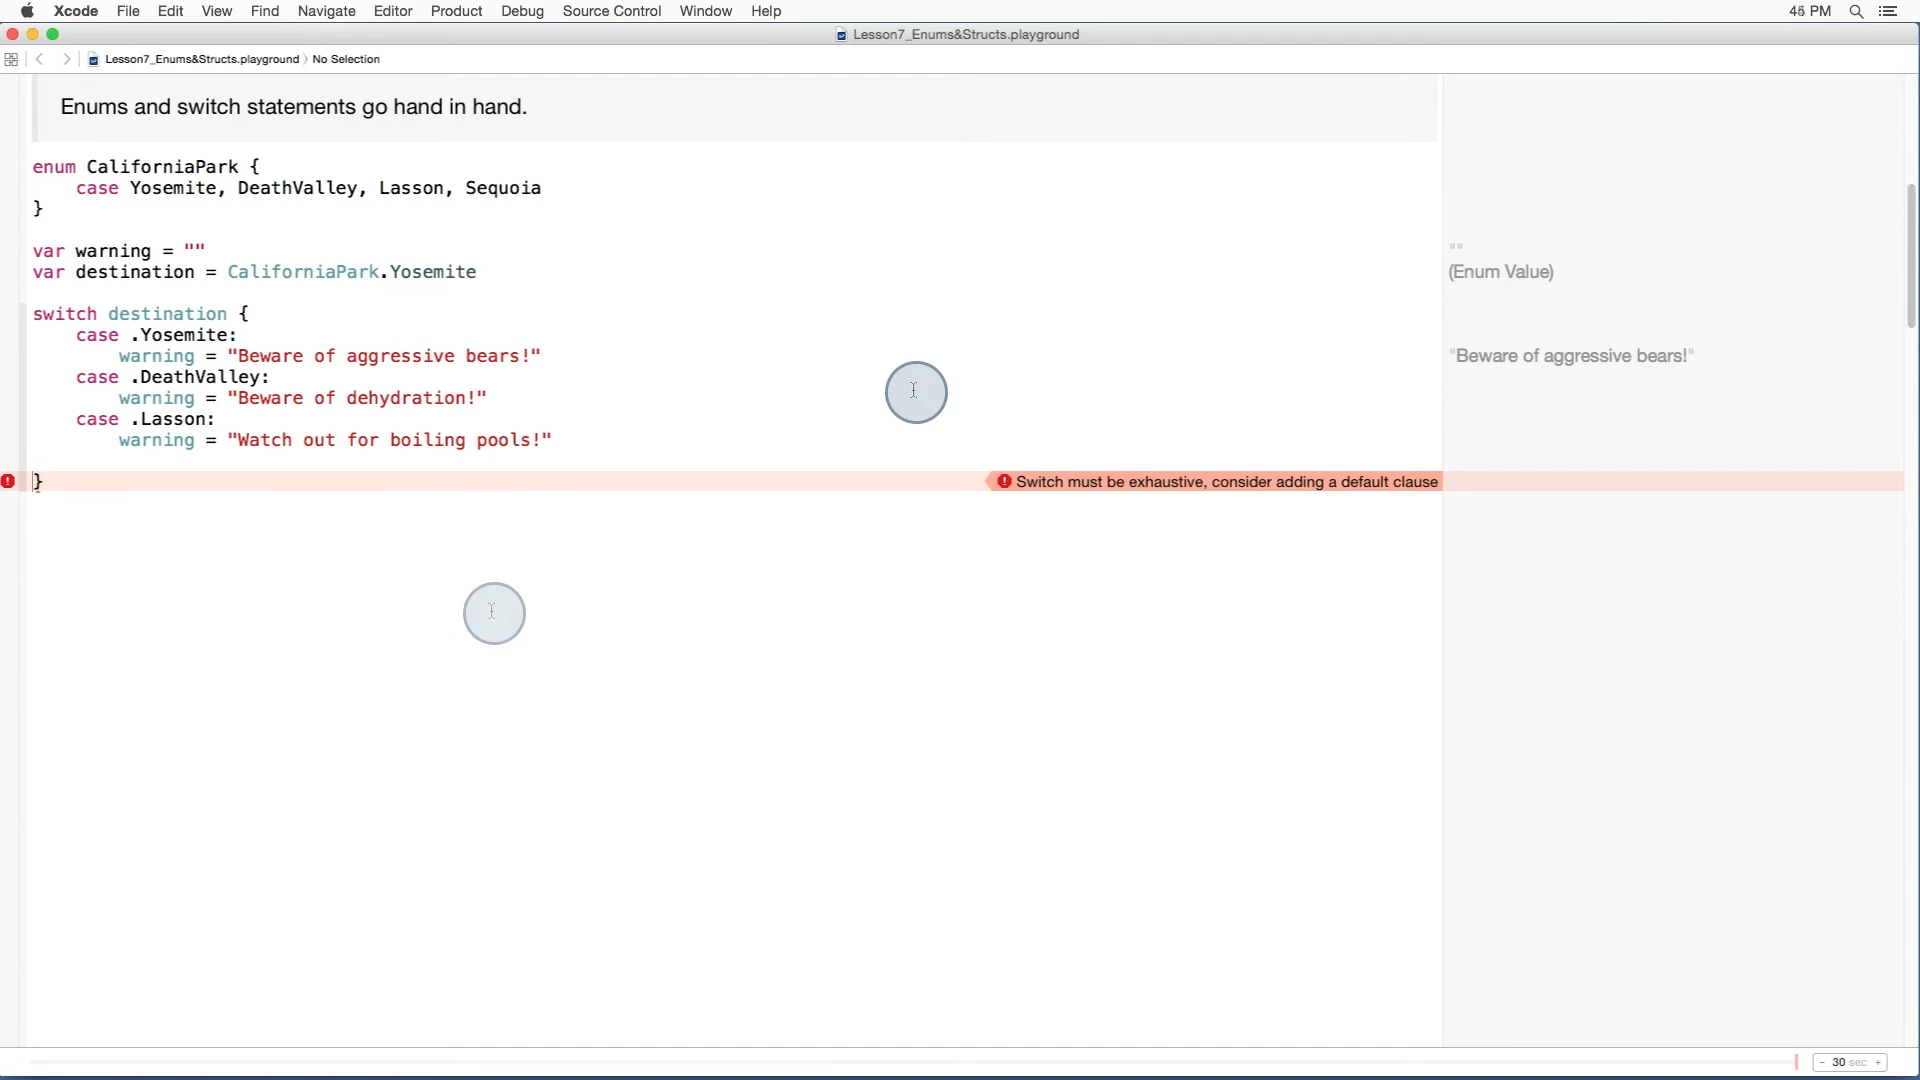 Xcode File Edit View Find Navigate Editor Product Debug Source Control Window Help PM
Lesson7_Enums&Structs.playground
Lesson7_Enums&Structs.playground No Selection
Enums and switch statements go hand in hand.
enum CaliforniaPark {
case Yosemite, DeathValley, Lasson, Sequoia
}
var warning = "" ""
var destination = CaliforniaPark.Yosemite (Enum Value)
switch destination {
case .Yosemite:
warning = "Beware of aggressive bears!" "Beware of aggressive bears!"
case .DeathValley:
warning = "Beware of dehydration!"
case .Lasson:
warning = "Watch out for boiling pools!"
} Switch must be exhaustive, consider adding a default clause
- 30 sec +